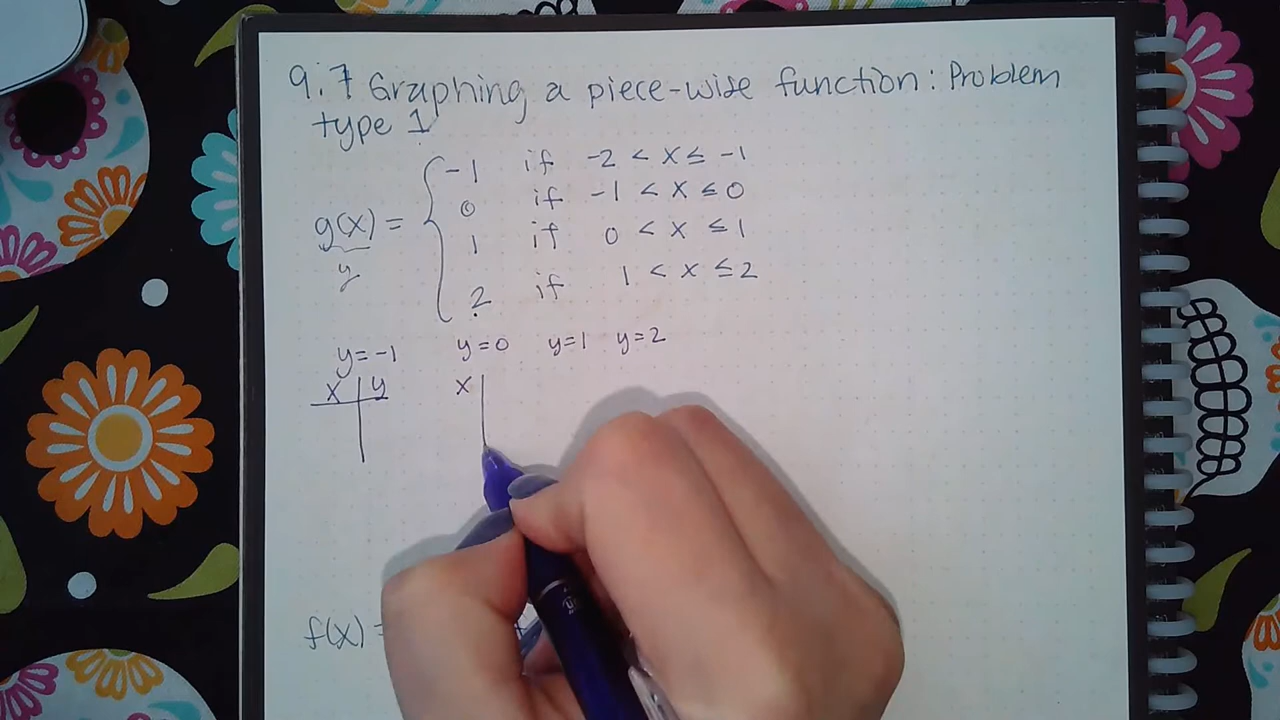 9.7 Graphing a piece-wise function: Problem
type 1
-1 if -2 < x ≤ -1
0 if -1 < x ≤ 0
g(x) =
1 if 0 < x ≤ 1
y
2 if 1 < x ≤ 2
y=-1 y=0 y=1 y=2
x y x
f(x) =